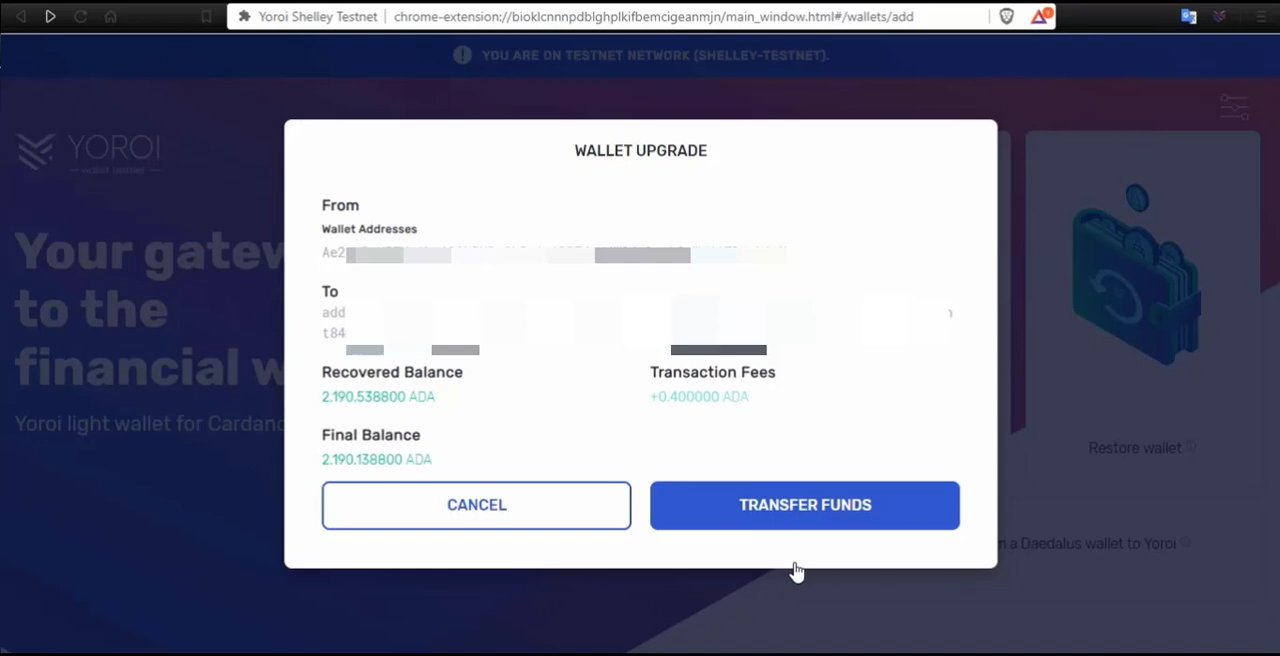 Yoroi Shelley Testnet | chrome-extension://bioklcnnnpdblghplkifbemcigeanmjn/main_window.html#/wallets/add
YOU ARE ON TESTNET NETWORK (SHELLEY-TESTNET).
YOROI
Your gatew
to the
financial w
Yoroi light wallet for Cardano
WALLET UPGRADE
From
Wallet Addresses
Ae2
To
add
t84
Recovered Balance
2,190.538800 ADA
Transaction Fees
+0.400000 ADA
Final Balance
2,190.138800 ADA
CANCEL
TRANSFER FUNDS
Restore wallet
a Daedalus wallet to Yoroi